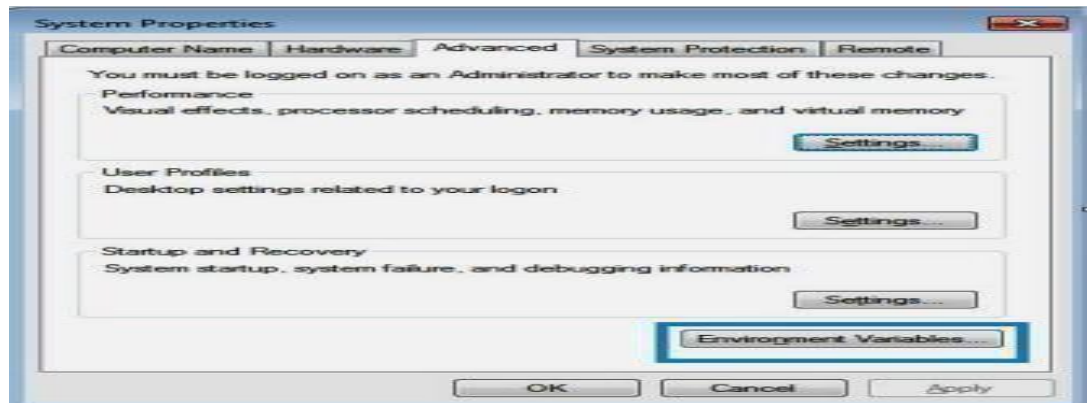 System Properties
Computer Name Hardware Advanced System Protection Remote
You must be logged on as an Administrator to make most of these changes.
Performance
Visual effects, processor scheduling, memory usage, and virtual memory
Settings...
User Profiles
Desktop settings related to your logon
Settings...
Startup and Recovery
System startup, system failure, and debugging information
Settings...
Environment Variables...
OK Cancel Apply